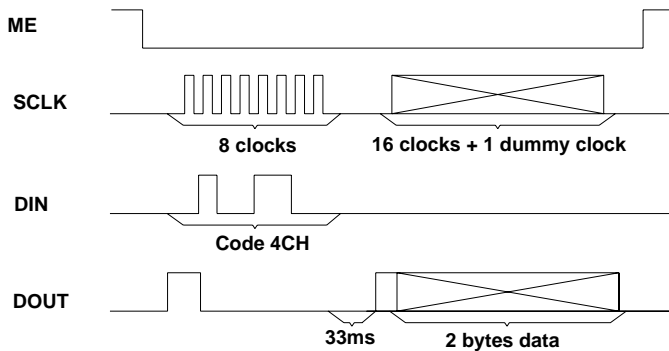 ME
SCLK
8 clocks
16 clocks + 1 dummy clock
DIN
Code 4CH
DOUT
33ms
2 bytes data